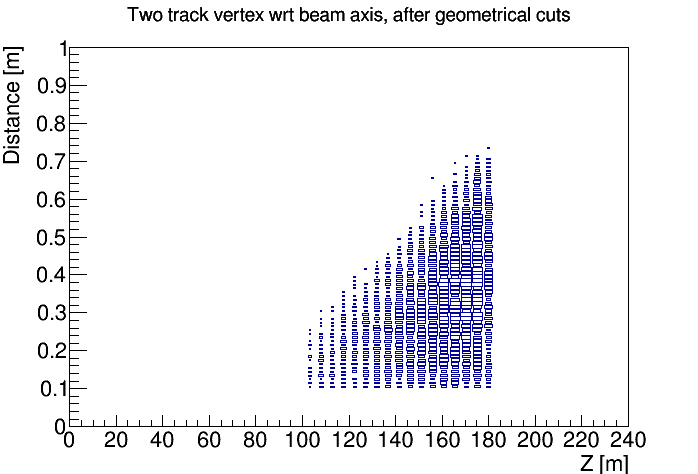 Two track vertex wrt beam axis, after geometrical cuts
Distance [m]
1
0.9
0.8
0.7
0.6
0.5
0.4
0.3
0.2
0.1
0
0 20 40 60 80 100 120 140 160 180 200 220 240
Z [m]